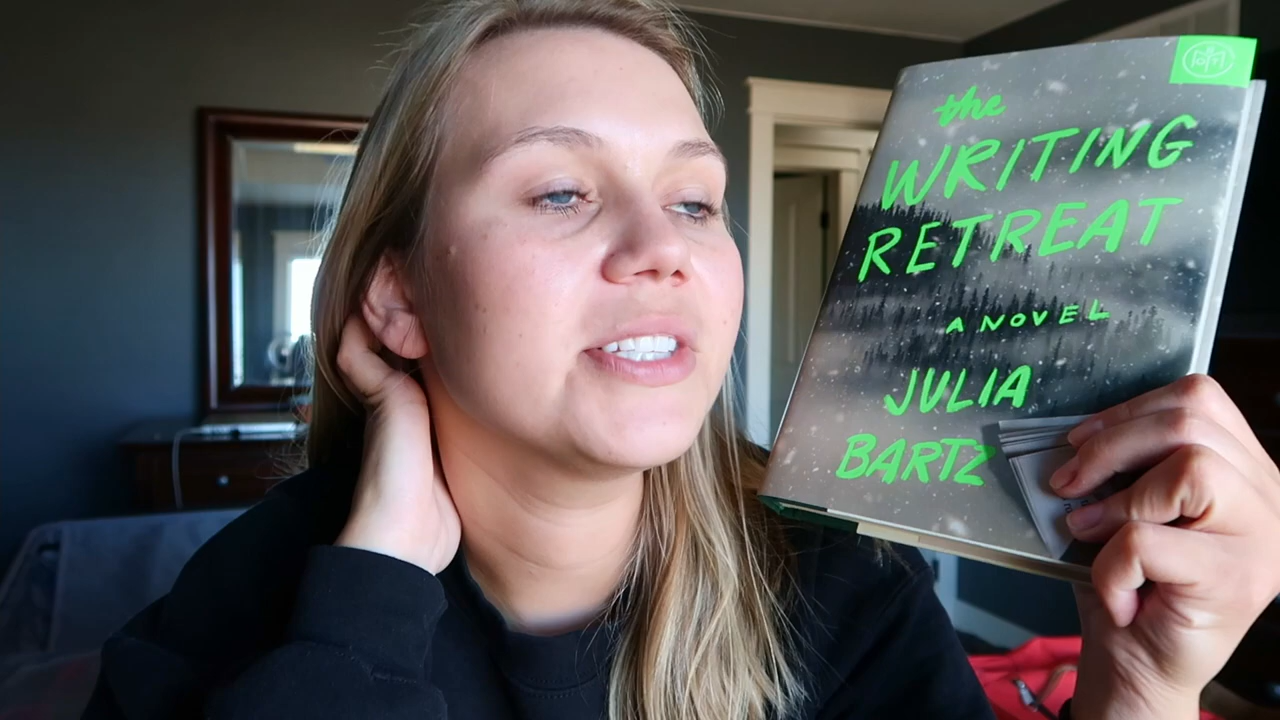 the
WRITING
RETREAT
A NOVEL
JULIA
BARTZ